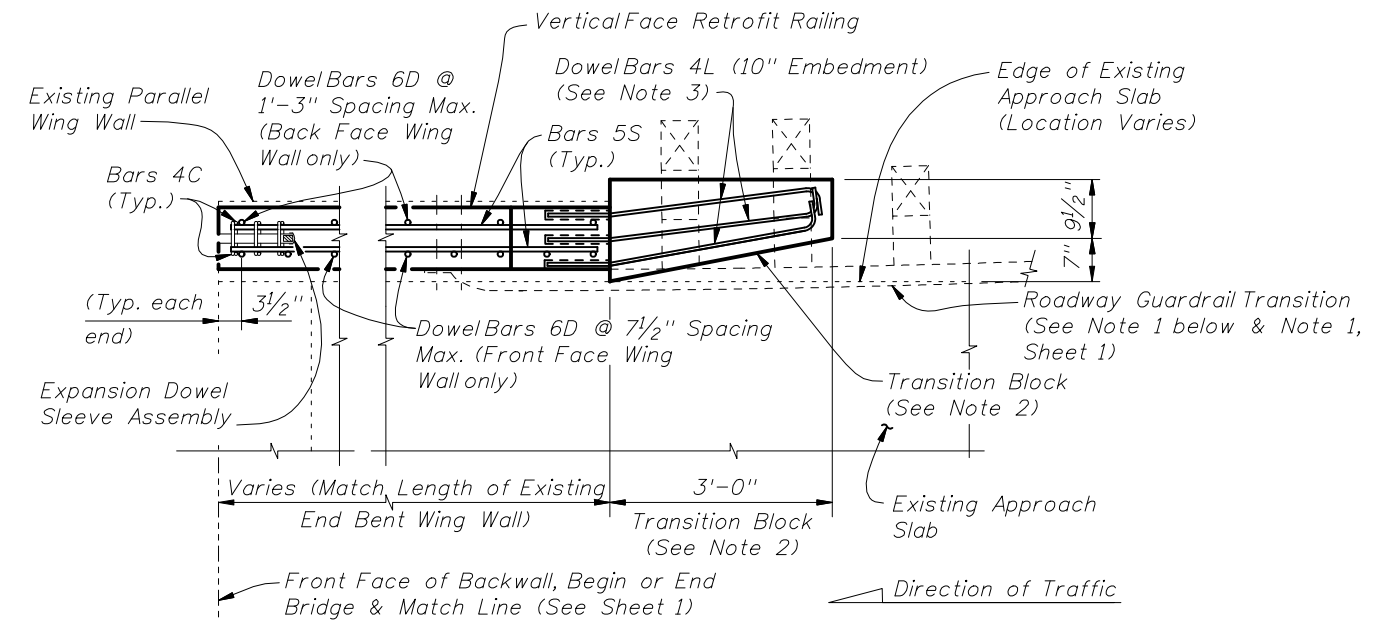 Vertical Face Retrofit Railing
Dowel Bars 6D @
1'-3" Spacing Max.
(Back Face Wing
Wall only)
Dowel Bars 4L (10" Embedment)
(See Note 3)
Edge of Existing
Approach Slab
(Location Varies)
Existing Parallel
Wing Wall
Bars 5S
(Typ.)
Bars 4C
(Typ.)
9½"
7"
(Typ. each
end)
3½"
Dowel Bars 6D @ 7½" Spacing
Max. (Front Face Wing
Wall only)
Roadway Guardrail Transition
(See Note 1 below & Note 1,
Sheet 1)
Expansion Dowel
Sleeve Assembly
Transition Block
(See Note 2)
Varies (Match Length of Existing
End Bent Wing Wall)
3'-0"
Transition Block
(See Note 2)
Existing Approach
Slab
Front Face of Backwall, Begin or End
Bridge & Match Line (See Sheet 1)
Direction of Traffic